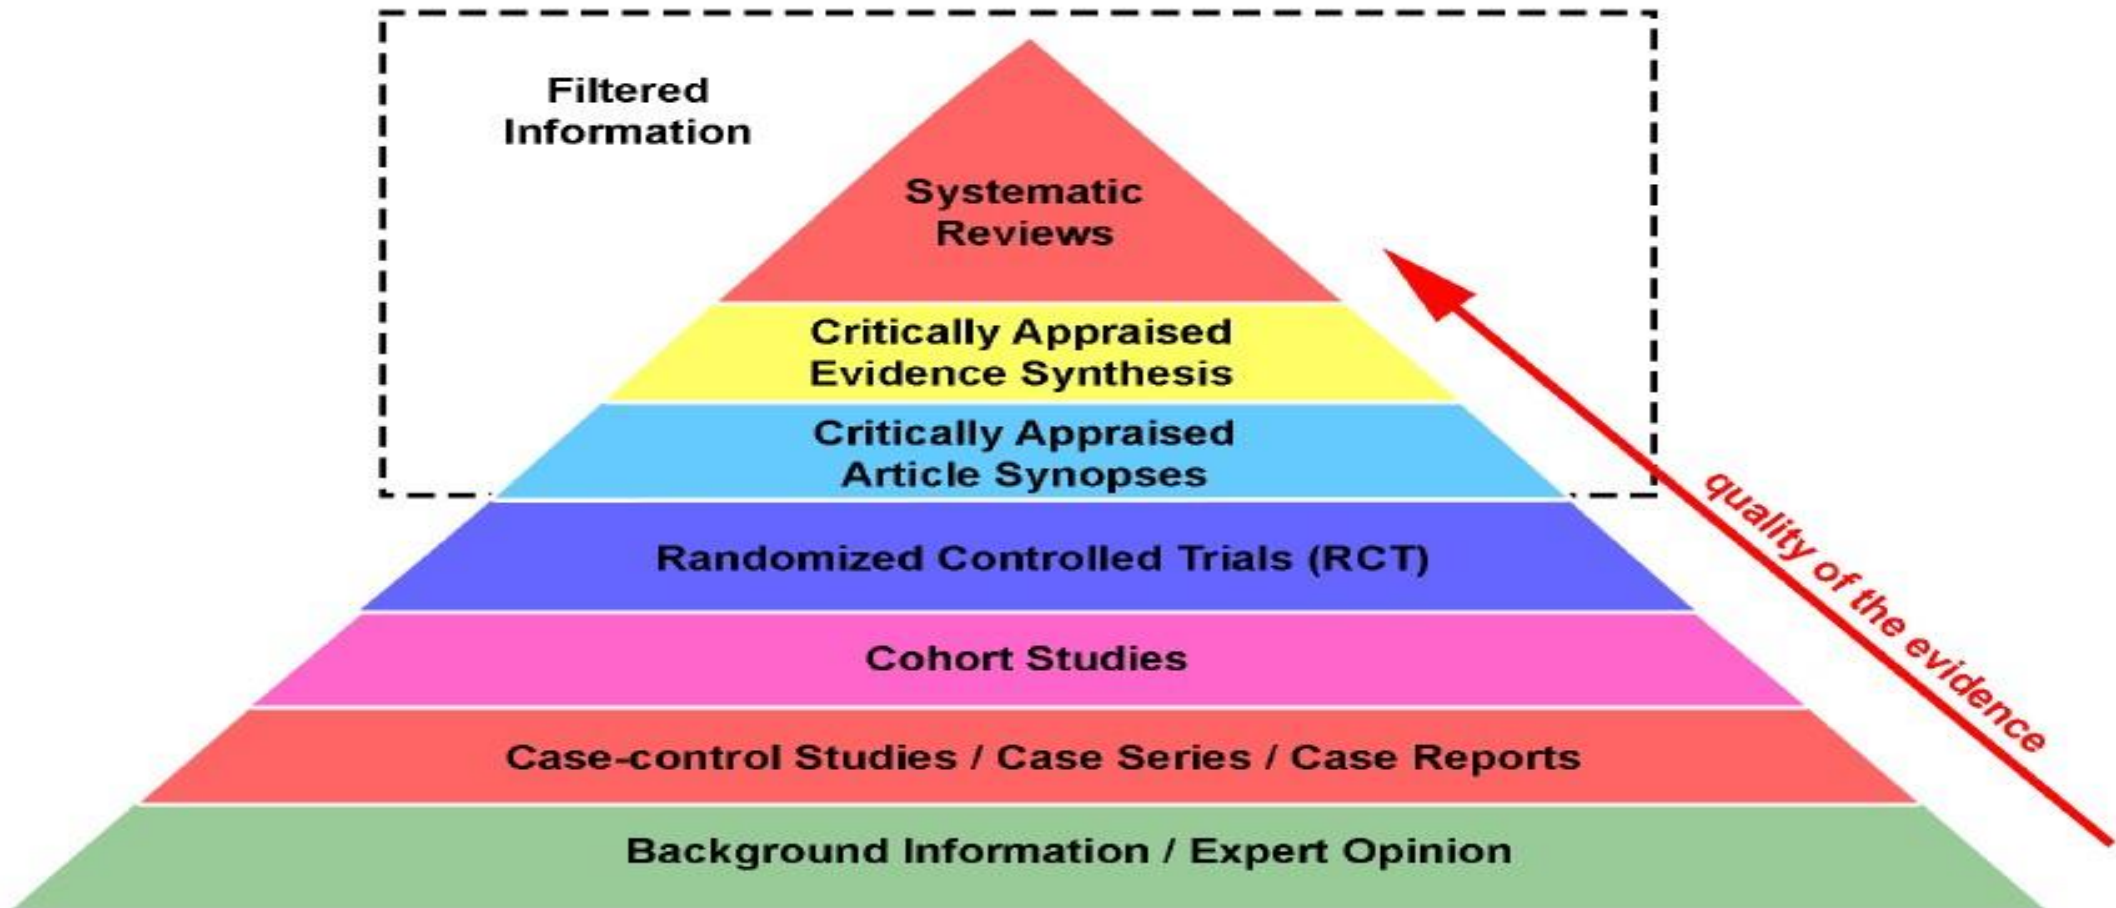 Filtered
Information
Systematic
Reviews
Critically Appraised
Evidence Synthesis
Critically Appraised
Article Synopses
Randomized Controlled Trials (RCT)
quality of the evidence
Cohort Studies
Case-control Studies / Case Series / Case Reports
Background Information / Expert Opinion